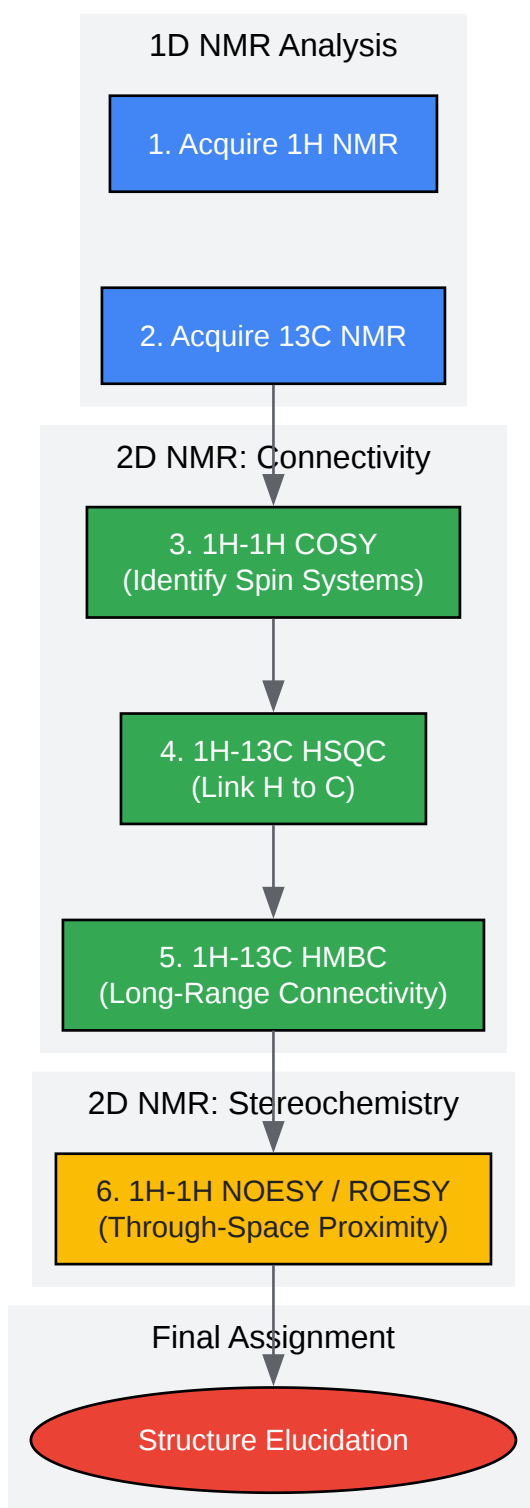 1D NMR Analysis
1. Acquire 1H NMR
2. Acquire 13C NMR
2D NMR: Connectivity
3. 1H-1H COSY
(Identify Spin Systems)
4. 1H-13C HSQC
(Link H to C)
5. 1H-13C HMBC
(Long-Range Connectivity)
2D NMR: Stereochemistry
6. 1H-1H NOESY / ROESY
(Through-Space Proximity)
Final Assignment
Structure Elucidation